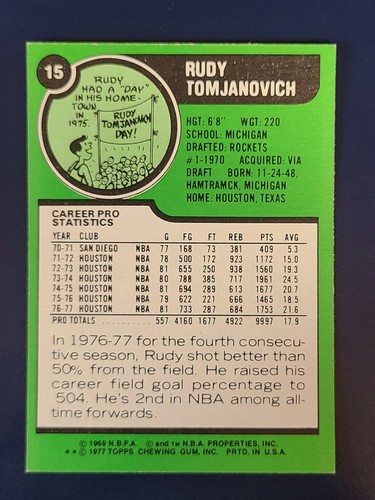 15
RUDY
TOMJANOVICH
RUDY
HAD A "DAY"
IN HIS HOME-
TOWN
IN
1975.
RUDY
TOMJANOVICH
DAY!
HGT: 6'8" WGT: 220
SCHOOL: MICHIGAN
DRAFTED: ROCKETS
#1-1970 ACQUIRED: VIA
DRAFT BORN: 11-24-48,
HAMTRAMCK, MICHIGAN
HOME: HOUSTON, TEXAS
CAREER PRO
STATISTICS
YEAR CLUB G FG FT REB PTS AVG
70-71 SAN DIEGO NBA 77 168 73 381 409 5.3
71-72 HOUSTON NBA 78 500 172 923 1172 15.0
72-73 HOUSTON NBA 81 655 250 938 1560 19.3
73-74 HOUSTON NBA 80 788 385 717 1961 24.5
74-75 HOUSTON NBA 81 694 289 613 1677 20.7
75-76 HOUSTON NBA 79 622 221 666 1465 18.5
76-77 HOUSTON NBA 81 733 287 684 1753 21.6
PRO TOTALS .......... 557 4160 1677 4922 9997 17.9
In 1976-77 for the fourth consecu-
tive season, Rudy shot better than
50% from the field. He raised his
career field goal percentage to
.504. He's 2nd in NBA among all-
time forwards.
© 1969 N.B.P.A. © and TM N.B.A. PROPERTIES, INC.
** © 1977 TOPPS CHEWING GUM, INC. PRTD. IN U.S.A.